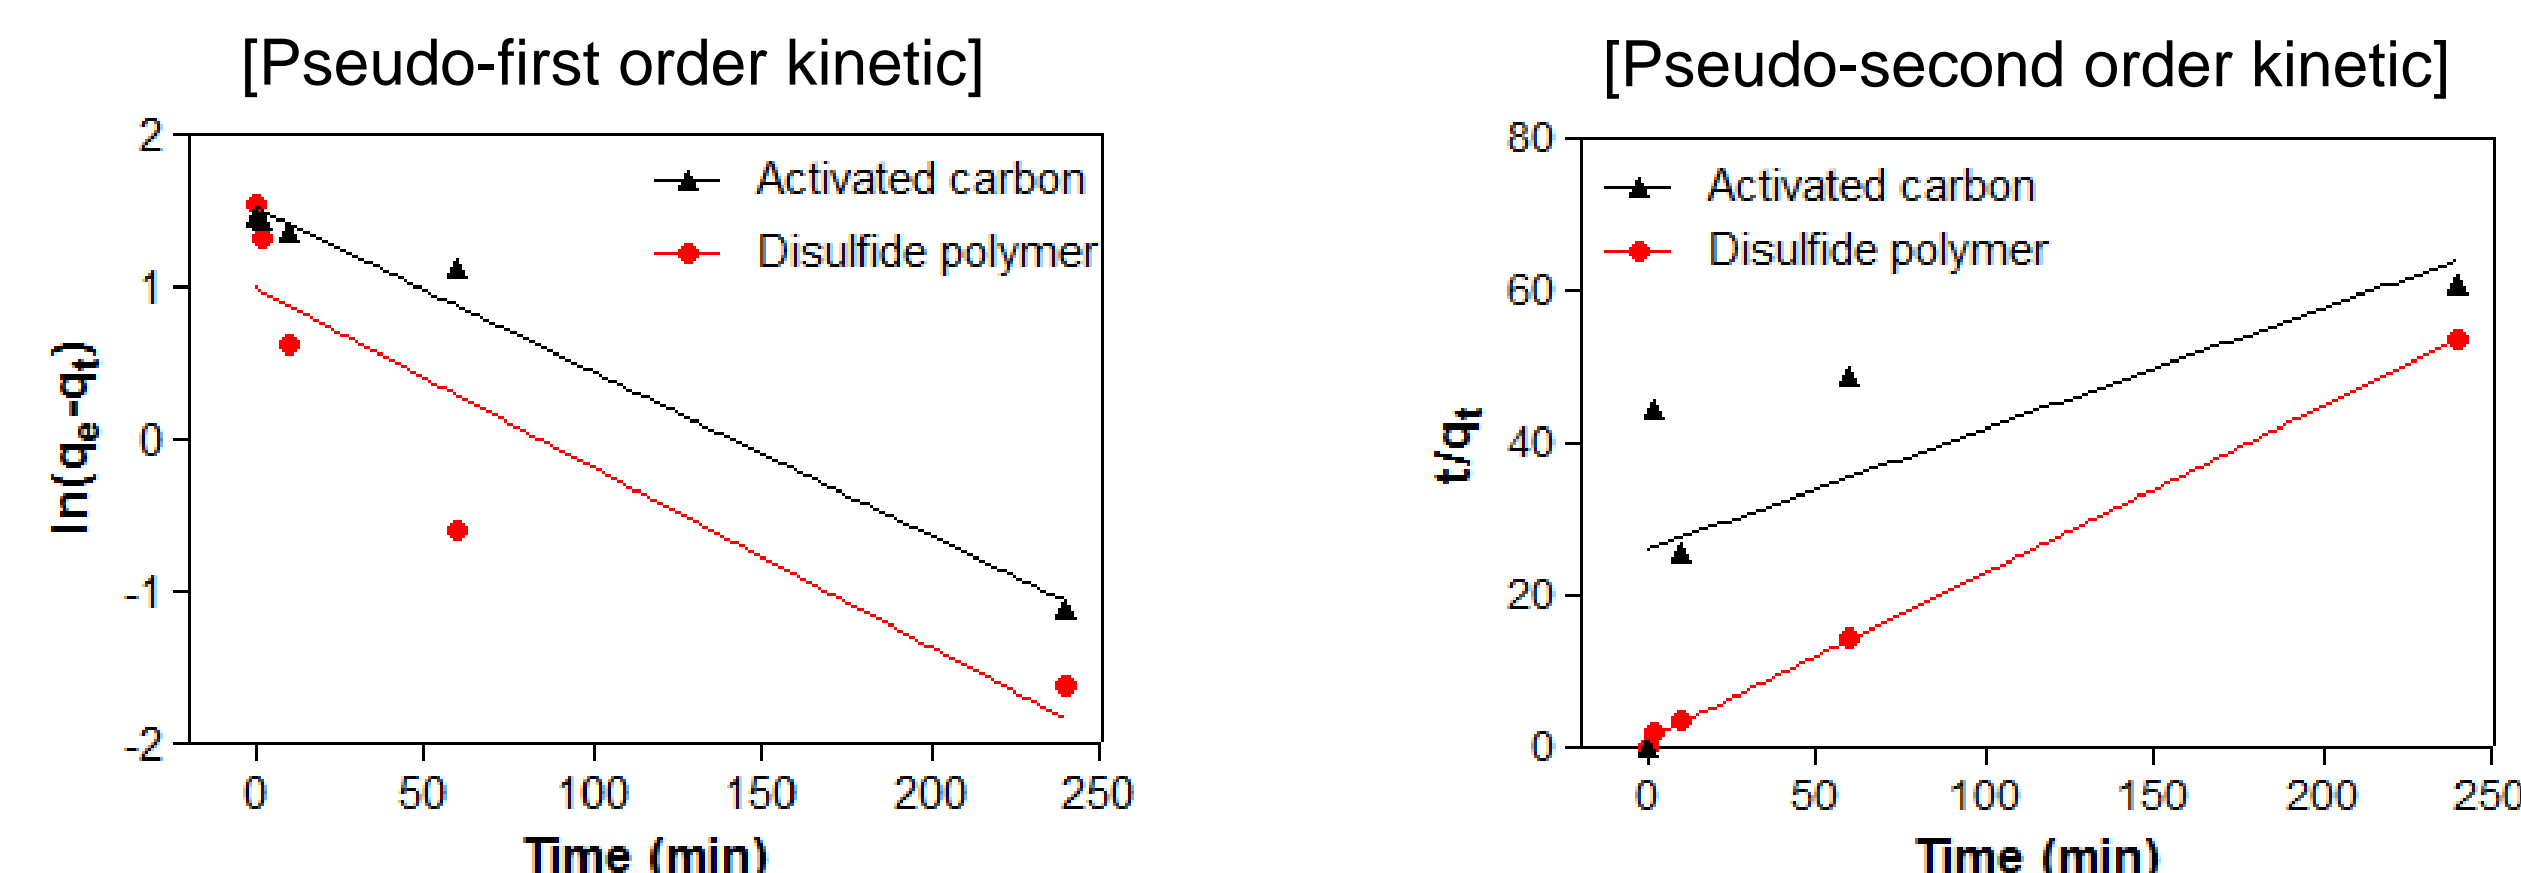 [Pseudo-first order kinetic]
2
1
0
-1
-2
ln(qe-qt)
Activated carbon
Disulfide polymer
0 50 100 150 200 250
Time (min)
[Pseudo-second order kinetic]
80
60
40
20
0
t/qt
Activated carbon
Disulfide polymer
0 50 100 150 200 250
Time (min)